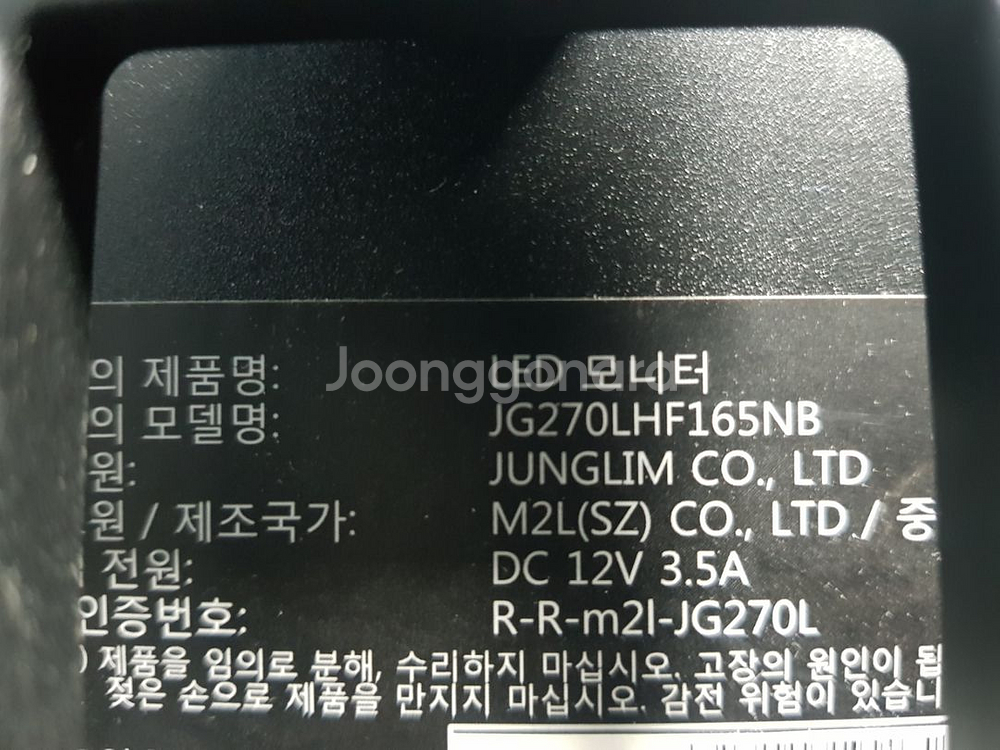 의 제품명: LED 모니터
Joonggonara
의 모델명: JG270LHF165NB
원: JUNGLIM CO., LTD
원 / 제조국가: M2L(SZ) CO., LTD / 중
전원: DC 12V 3.5A
인증번호: R-R-m2l-JG270L
) 제품을 임의로 분해, 수리하지 마십시오. 고장의 원인이 됩
젖은 손으로 제품을 만지지 마십시오. 감전 위험이 있습니